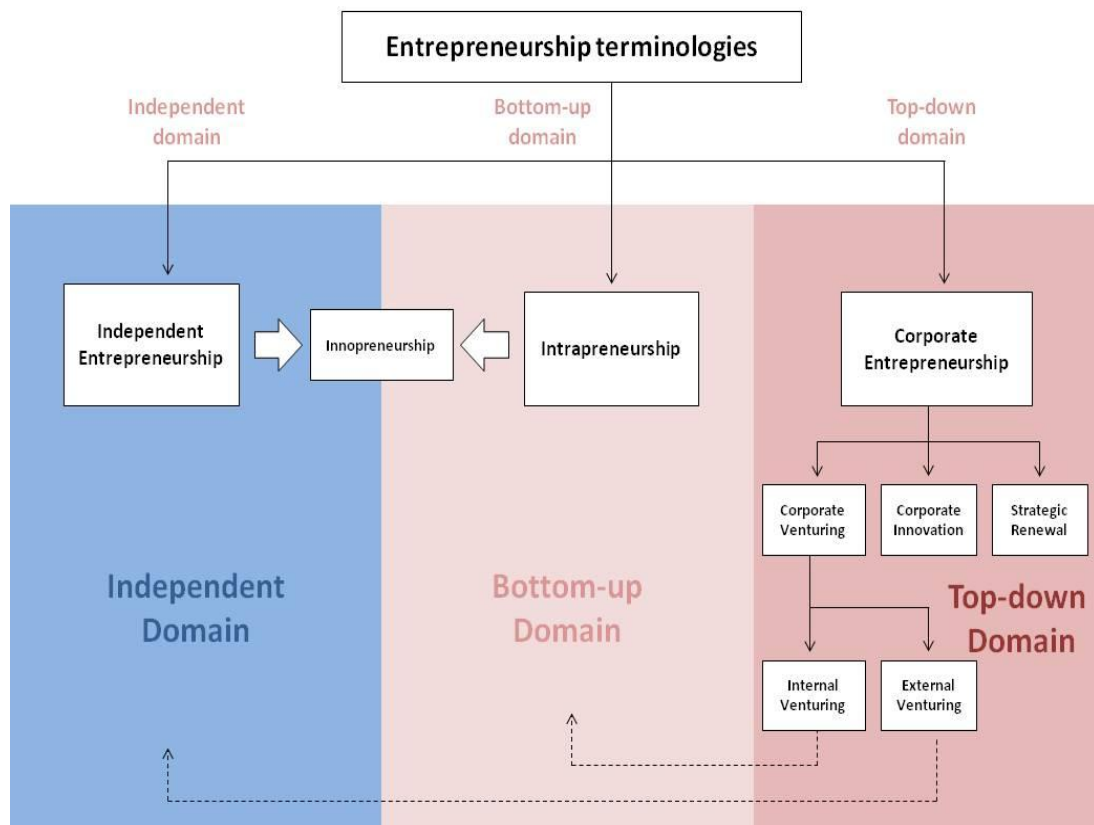 Entrepreneurship terminologies
Independent
domain
Bottom-up
domain
Top-down
domain
Independent
Entrepreneurship
Innopreneurship
Intrapreneurship
Corporate
Entrepreneurship
Corporate
Venturing
Corporate
Innovation
Strategic
Renewal
Independent
Domain
Bottom-up
Domain
Top-down
Domain
Internal
Venturing
External
Venturing